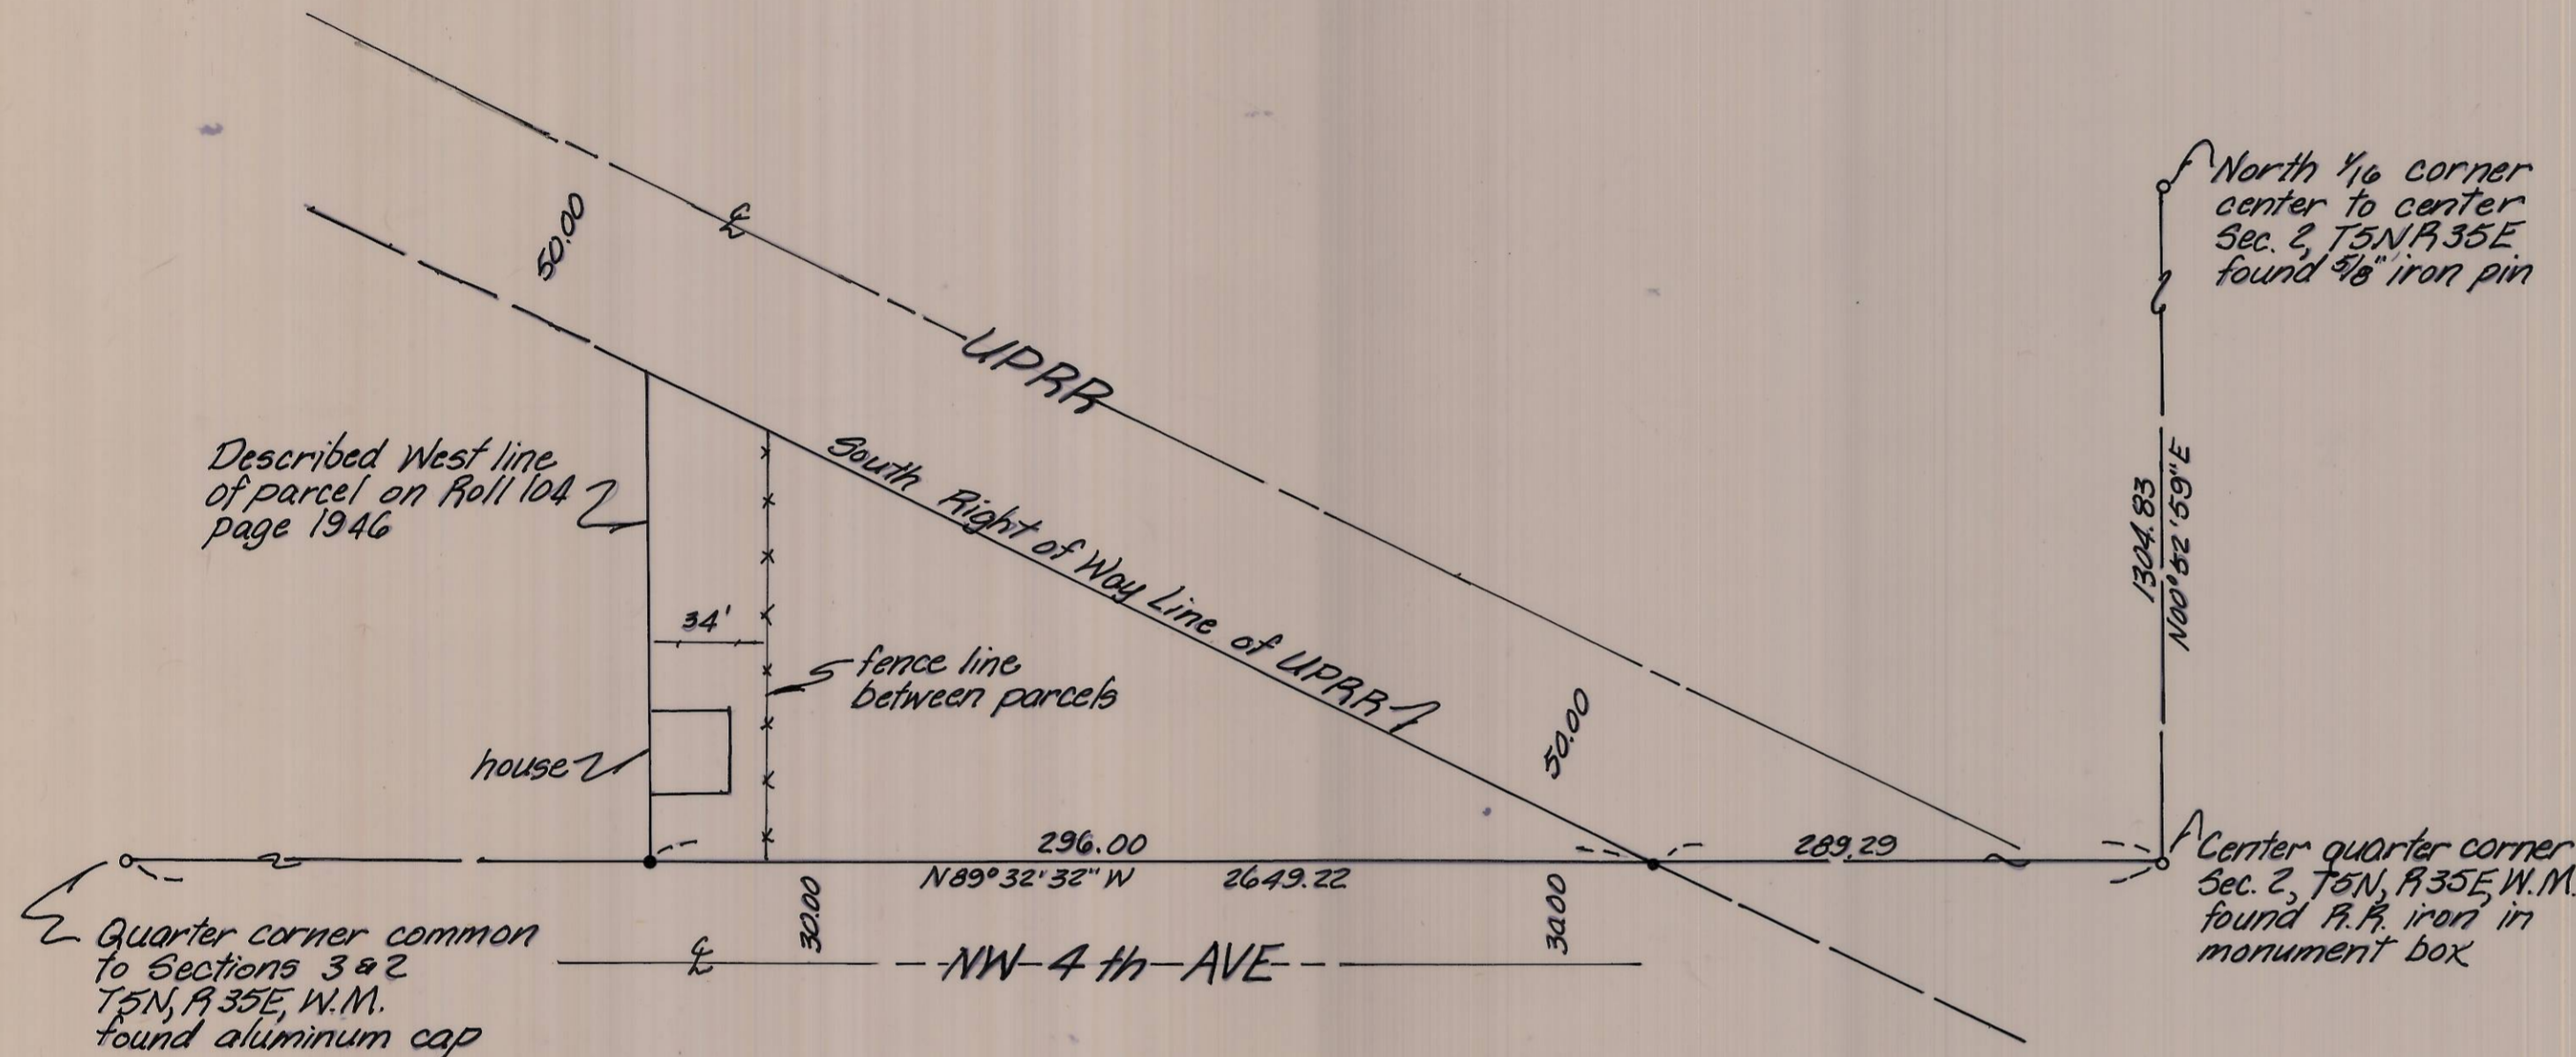 50.00
℄
UPRR
North 1/16 corner
center to center
Sec. 2, T5N R35E
found 5/8" iron pin
Described West line
of parcel on Roll 104
page 1946
South Right of Way Line of UPRR
1304.83
N00°52'59"E
34'
fence line
between parcels
50.00
house
296.00
289.29
N89°32'32"W 2649.22
30.00
30.00
Center quarter corner
Sec. 2, T5N, R35E, W.M.
found R.R. iron in
monument box
Quarter corner common
to Sections 3 & 2
T5N, R35E, W.M.
found aluminum cap
℄ NW 4th AVE